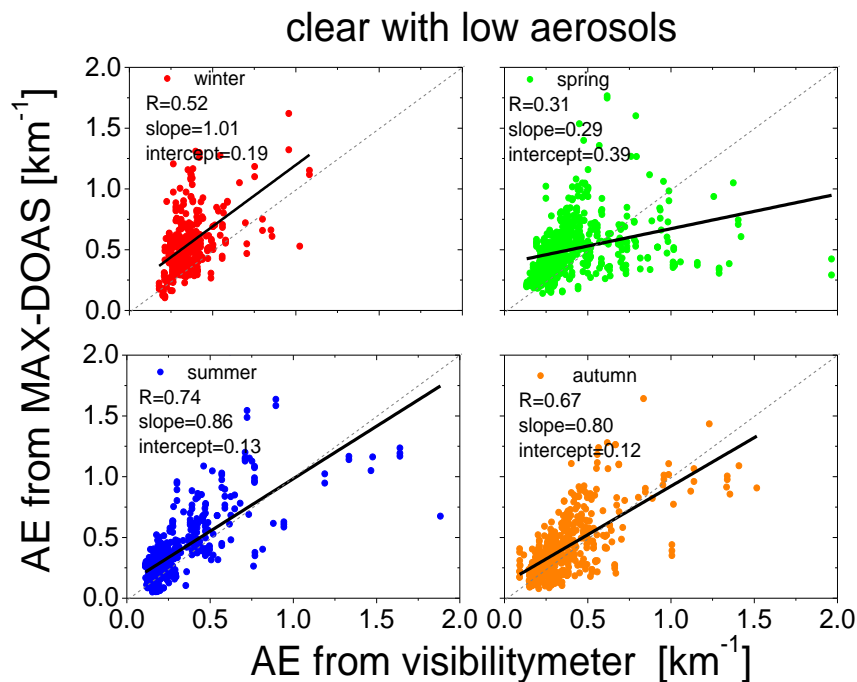 clear with low aerosols
AE from MAX-DOAS [km-1]
2.0
1.5
1.0
0.5
0.0
winter
R=0.52
slope=1.01
intercept=0.19
spring
R=0.31
slope=0.29
intercept=0.39
2.0
1.5
1.0
0.5
0.0
summer
R=0.74
slope=0.86
intercept=0.13
autumn
R=0.67
slope=0.80
intercept=0.12
0.0 0.5 1.0 1.5 2.0 0.5 1.0 1.5 2.0
AE from visibilitymeter [km-1]